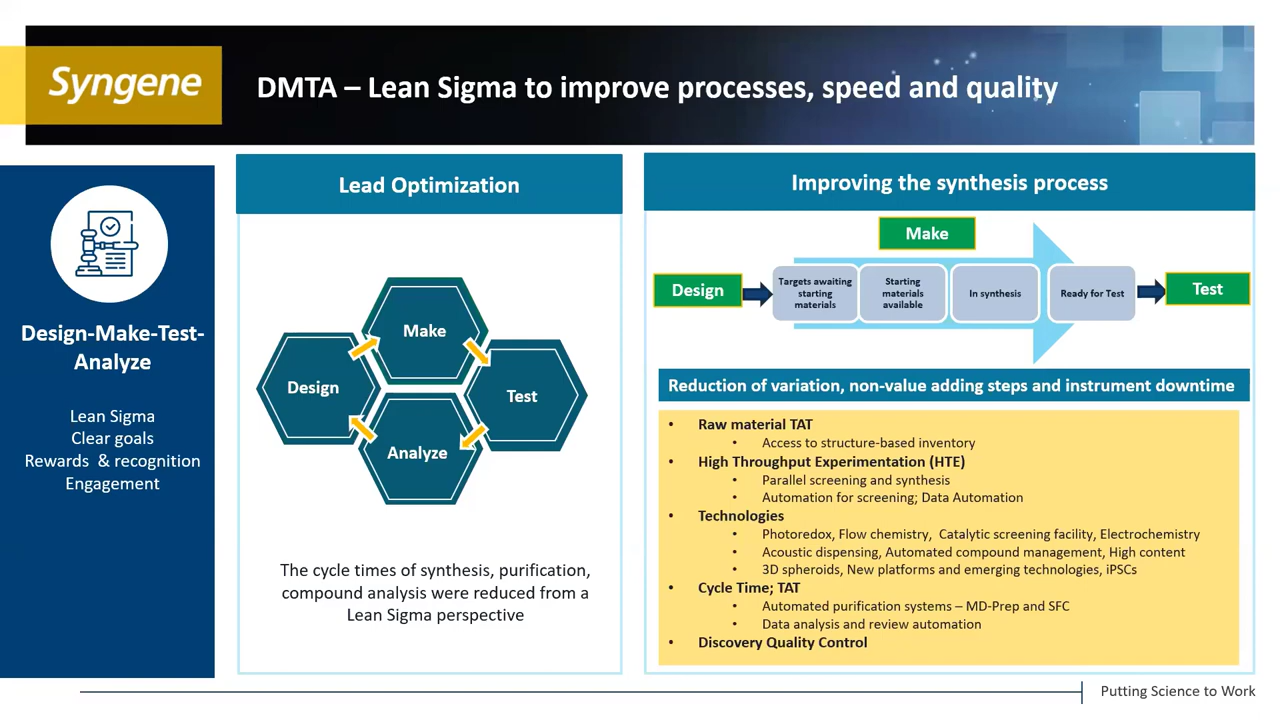 Syngene
DMTA – Lean Sigma to improve processes, speed and quality
Design-Make-Test-
Analyze
Lean Sigma
Clear goals
Rewards & recognition
Engagement
Lead Optimization
Make
Design
Test
Analyze
The cycle times of synthesis, purification,
compound analysis were reduced from a
Lean Sigma perspective
Improving the synthesis process
Make
Design
Targets awaiting
starting
materials
Starting
materials
available
In synthesis
Ready for Test
Test
Reduction of variation, non-value adding steps and instrument downtime
• Raw material TAT
• Access to structure-based inventory
• High Throughput Experimentation (HTE)
• Parallel screening and synthesis
• Automation for screening; Data Automation
• Technologies
• Photoredox, Flow chemistry, Catalytic screening facility, Electrochemistry
• Acoustic dispensing, Automated compound management, High content
• 3D spheroids, New platforms and emerging technologies, iPSCs
• Cycle Time; TAT
• Automated purification systems – MD-Prep and SFC
• Data analysis and review automation
• Discovery Quality Control
Putting Science to Work